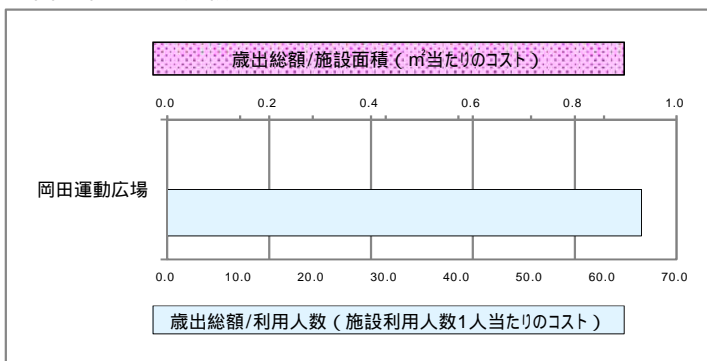 歳出総額/施設面積(㎡当たりのコスト)
0.0 0.2 0.4 0.6 0.8 1.0
岡田運動広場
0.0 10.0 20.0 30.0 40.0 50.0 60.0 70.0
歳出総額/利用人数(施設利用人数1人当たりのコスト)